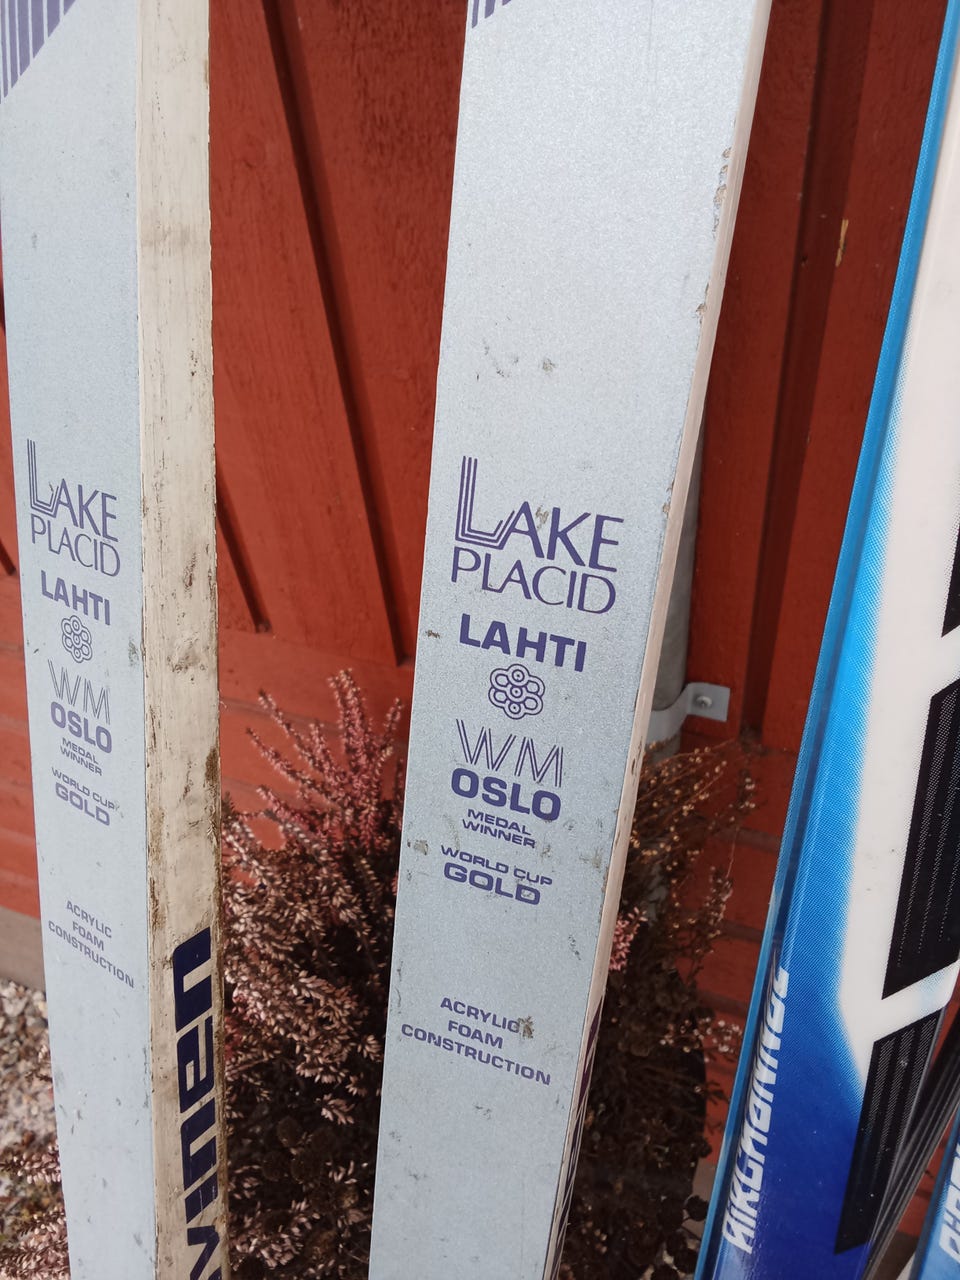 LAKE
PLACID
LAHTI
WM
OSLO
MEDAL
WINNER
WORLD CUP
GOLD
ACRYLIC
FOAM
CONSTRUCTION
LAKE
PLACID
LAHTI
WM
OSLO
MEDAL
WINNER
WORLD CUP
GOLD
ACRYLIC
FOAM
CONSTRUCTION